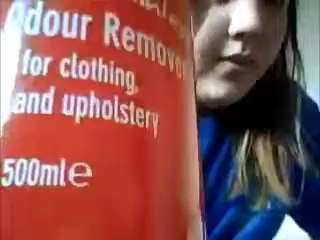 Odour Remover
for clothing,
and upholstery
500ml e